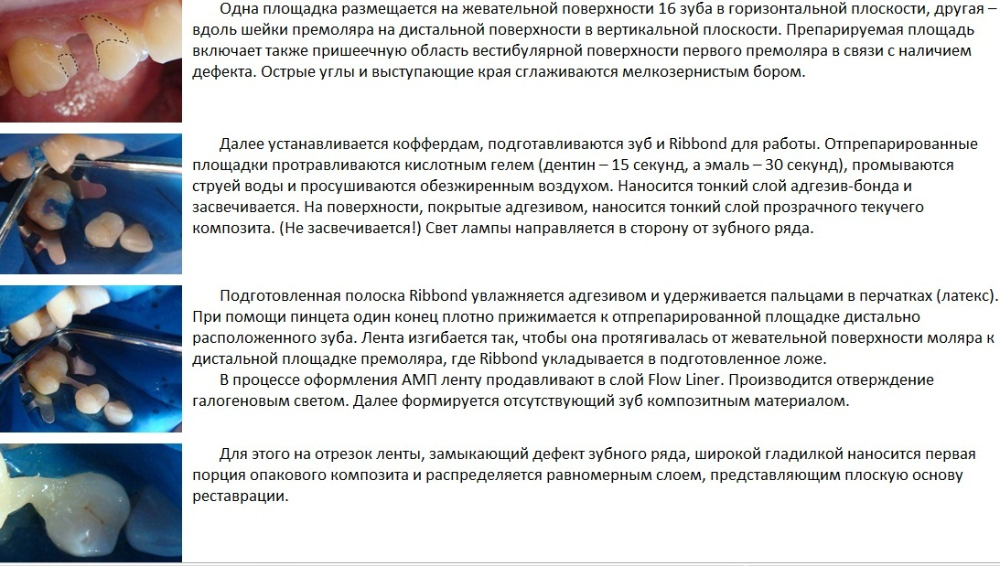 Одна площадка размещается на жевательной поверхности 16 зуба в горизонтальной плоскости, другая –
вдоль шейки премоляра на дистальной поверхности в вертикальной плоскости. Препарируемая площадь
включает также пришеечную область вестибулярной поверхности первого премоляра в связи с наличием
дефекта. Острые углы и выступающие края сглаживаются мелкозернистым бором.
Далее устанавливается коффердам, подготавливаются зуб и Ribbond для работы. Отпрепарированные
площадки протравливаются кислотным гелем (дентин – 15 секунд, а эмаль – 30 секунд), промываются
струей воды и просушиваются обезжиренным воздухом. Наносится тонкий слой адгезив-бонда и
засвечивается. На поверхности, покрытые адгезивом, наносится тонкий слой прозрачного текучего
композита. (Не засвечивается!) Свет лампы направляется в сторону от зубного ряда.
Подготовленная полоска Ribbond увлажняется адгезивом и удерживается пальцами в перчатках (латекс).
При помощи пинцета один конец плотно прижимается к отпрепарированной площадке дистально
расположенного зуба. Лента изгибается так, чтобы она протягивалась от жевательной поверхности моляра к
дистальной площадке премоляра, где Ribbond укладывается в подготовленное ложе.
В процессе оформления АМП ленту продавливают в слой Flow Liner. Производится отверждение
галогеновым светом. Далее формируется отсутствующий зуб композитным материалом.
Для этого на отрезок ленты, замыкающий дефект зубного ряда, широкой гладилкой наносится первая
порция опакового композита и распределяется равномерным слоем, представляющим плоскую основу
реставрации.